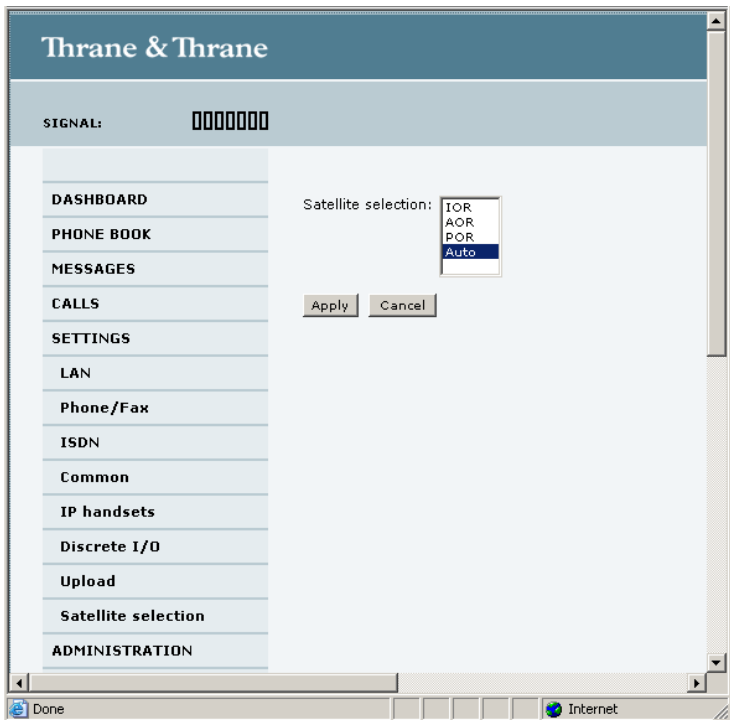 Thrane & Thrane
SIGNAL:
DASHBOARD
PHONE BOOK
MESSAGES
CALLS
SETTINGS
LAN
Phone/Fax
ISDN
Common
IP handsets
Discrete I/O
Upload
Satellite selection
ADMINISTRATION
Satellite selection:
IOR
AOR
POR
Auto
Apply Cancel
Done Internet